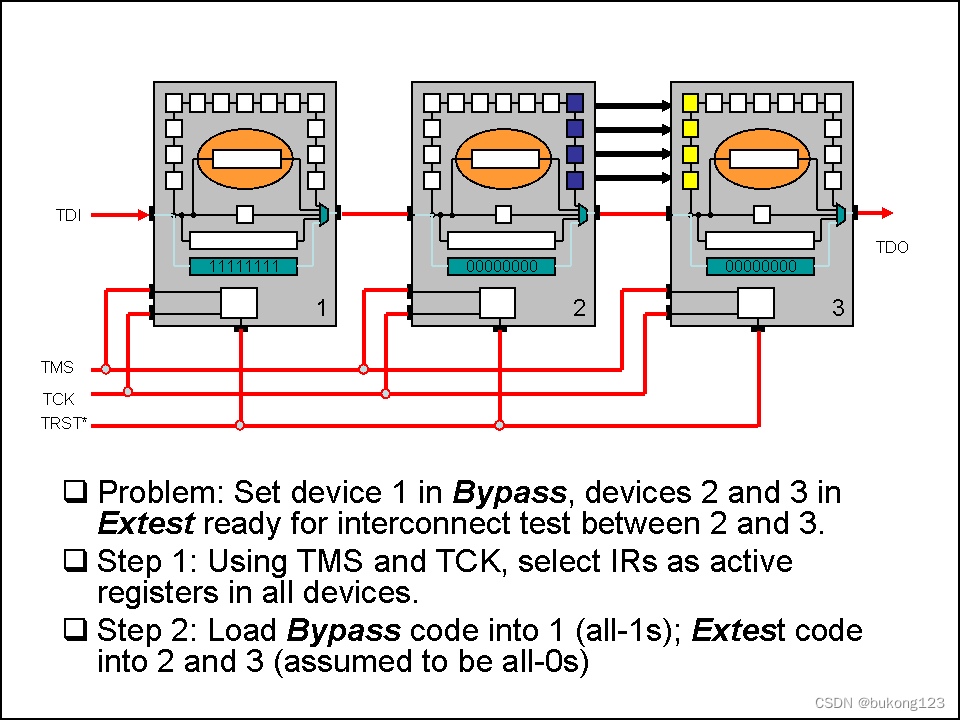 TDI
11111111
00000000
00000000
TDO
1
2
3
TMS
TCK
TRST*
❑ Problem: Set device 1 in Bypass, devices 2 and 3 in
Extest ready for interconnect test between 2 and 3.
❑ Step 1: Using TMS and TCK, select IRs as active
registers in all devices.
❑ Step 2: Load Bypass code into 1 (all-1s); Extest code
into 2 and 3 (assumed to be all-0s)
CSDN @bukong123